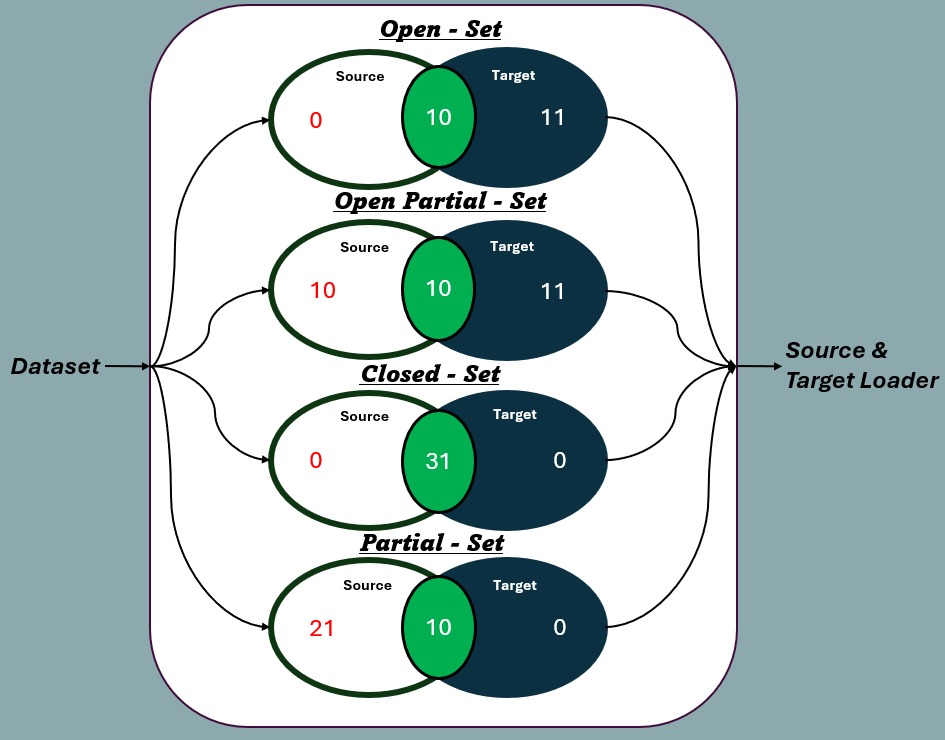 Open - Set
Source
Target
0
10
11
Open Partial - Set
Source
Target
10
10
11
Dataset
Source &
Target Loader
Closed - Set
Source
Target
0
31
0
Partial - Set
Source
Target
21
10
0